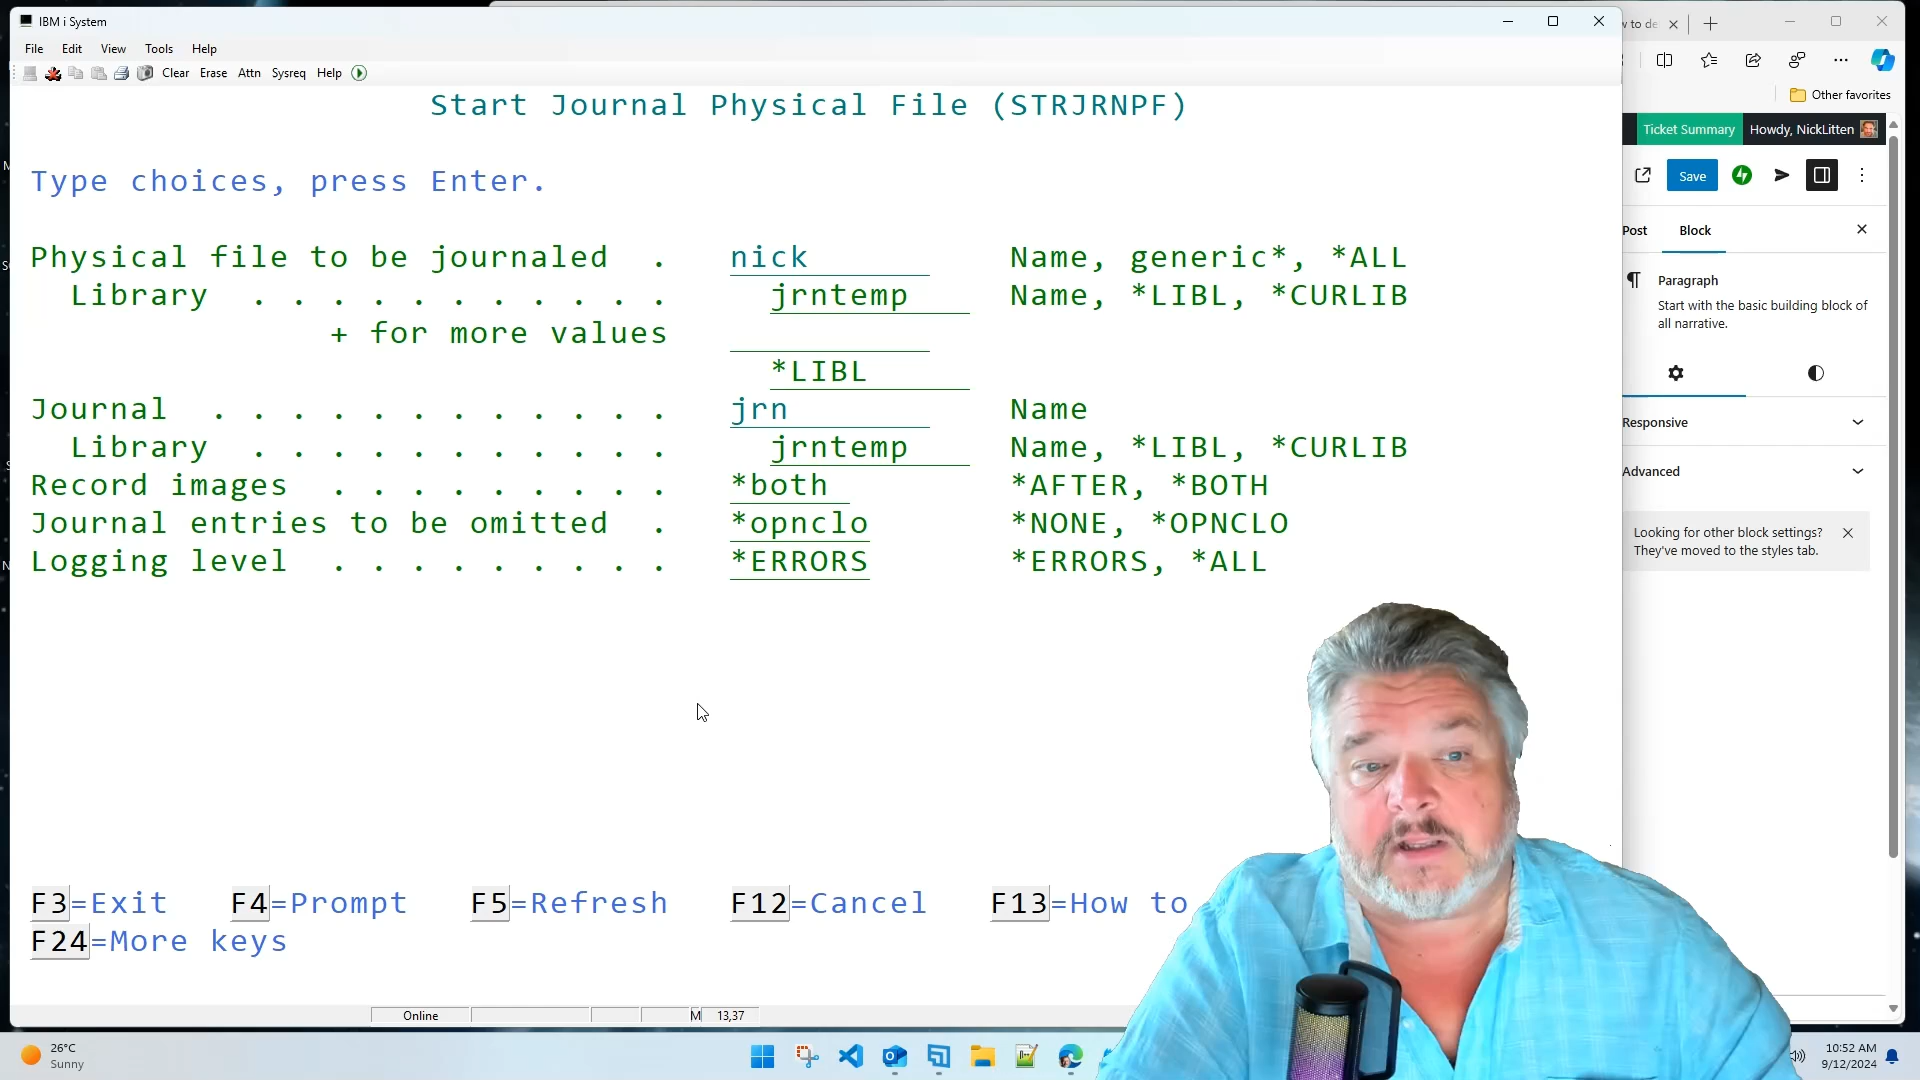 IBM i System
File Edit View Tools Help
Clear Erase Attn Sysreq Help
Start Journal Physical File (STRJRNPF)
Type choices, press Enter.
Physical file to be journaled . nick Name, generic*, *ALL
Library . . . . . . . . . . . jrntemp Name, *LIBL, *CURLIB
+ for more values
*LIBL
Journal . . . . . . . . . . . . jrn Name
Library . . . . . . . . . . . jrntemp Name, *LIBL, *CURLIB
Record images . . . . . . . . . *both *AFTER, *BOTH
Journal entries to be omitted . *opnclo *NONE, *OPNCLO
Logging level . . . . . . . . . *ERRORS *ERRORS, *ALL
F3=Exit F4=Prompt F5=Refresh F12=Cancel F13=How to
F24=More keys
Online M 13,37
Other favorites
Ticket Summary Howdy, NickLitten
Save
Post Block
Paragraph
Start with the basic building block of
all narrative.
Responsive
Advanced
Looking for other block settings?
They've moved to the styles tab.
26°C
Sunny
10:52 AM
9/12/2024